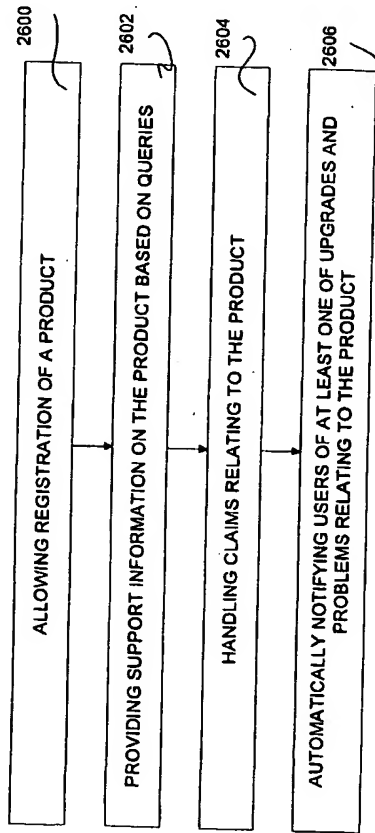 2600
ALLOWING REGISTRATION OF A PRODUCT
2602
PROVIDING SUPPORT INFORMATION ON THE PRODUCT BASED ON QUERIES
2604
HANDLING CLAIMS RELATING TO THE PRODUCT
2606
AUTOMATICALLY NOTIFYING USERS OF AT LEAST ONE OF UPGRADES AND
PROBLEMS RELATING TO THE PRODUCT